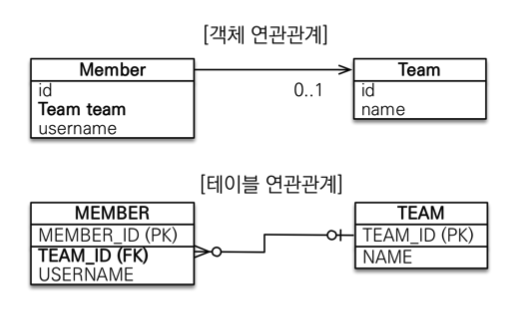 [객체 연관관계]
Member
id
Team team
username
0..1
Team
id
name
[테이블 연관관계]
MEMBER
MEMBER_ID (PK)
TEAM_ID (FK)
USERNAME
TEAM
TEAM_ID (PK)
NAME